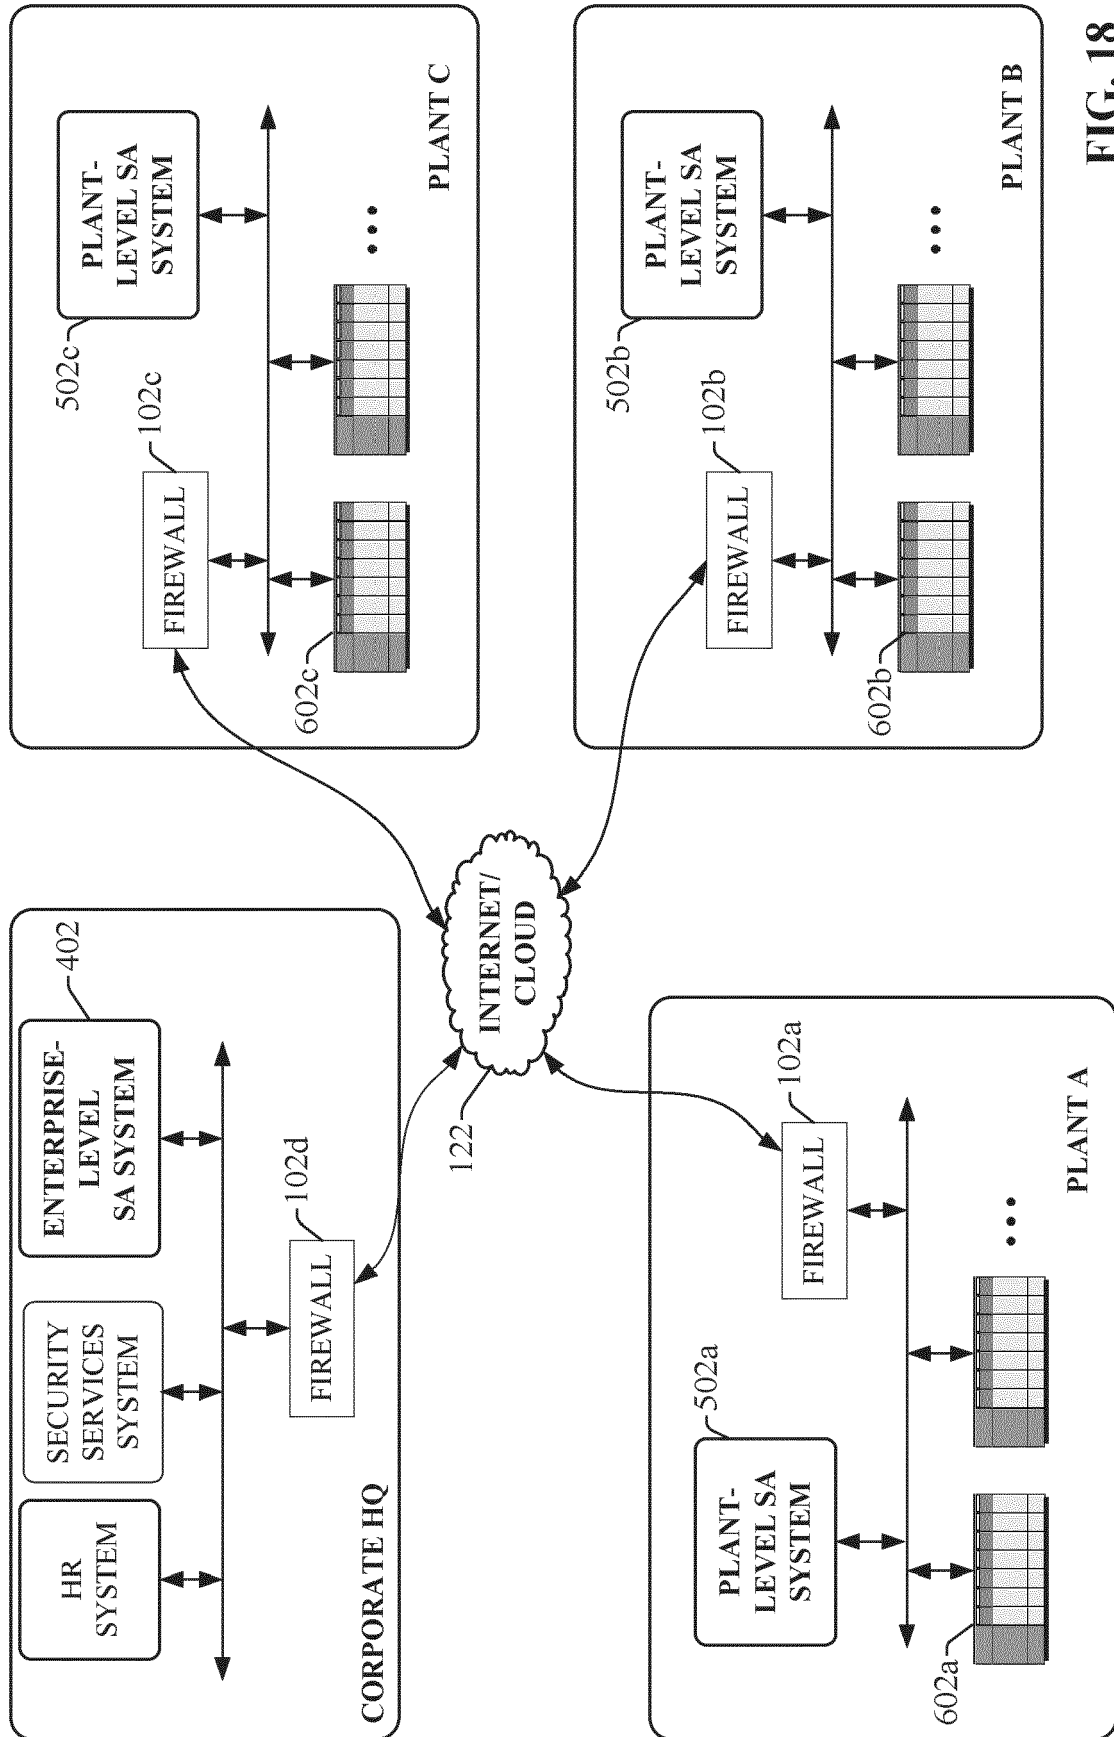 HR
SYSTEM
SECURITY
SERVICES
SYSTEM
ENTERPRISE-
LEVEL
SA SYSTEM
402
FIREWALL
102d
CORPORATE HQ
122
INTERNET/
CLOUD
502c
PLANT-
LEVEL SA
SYSTEM
102c
FIREWALL
602c
•••
PLANT C
PLANT-
LEVEL SA
SYSTEM
502a
FIREWALL
102a
602a
•••
PLANT A
502b
PLANT-
LEVEL SA
SYSTEM
102b
FIREWALL
602b
•••
PLANT B
FIG. 18